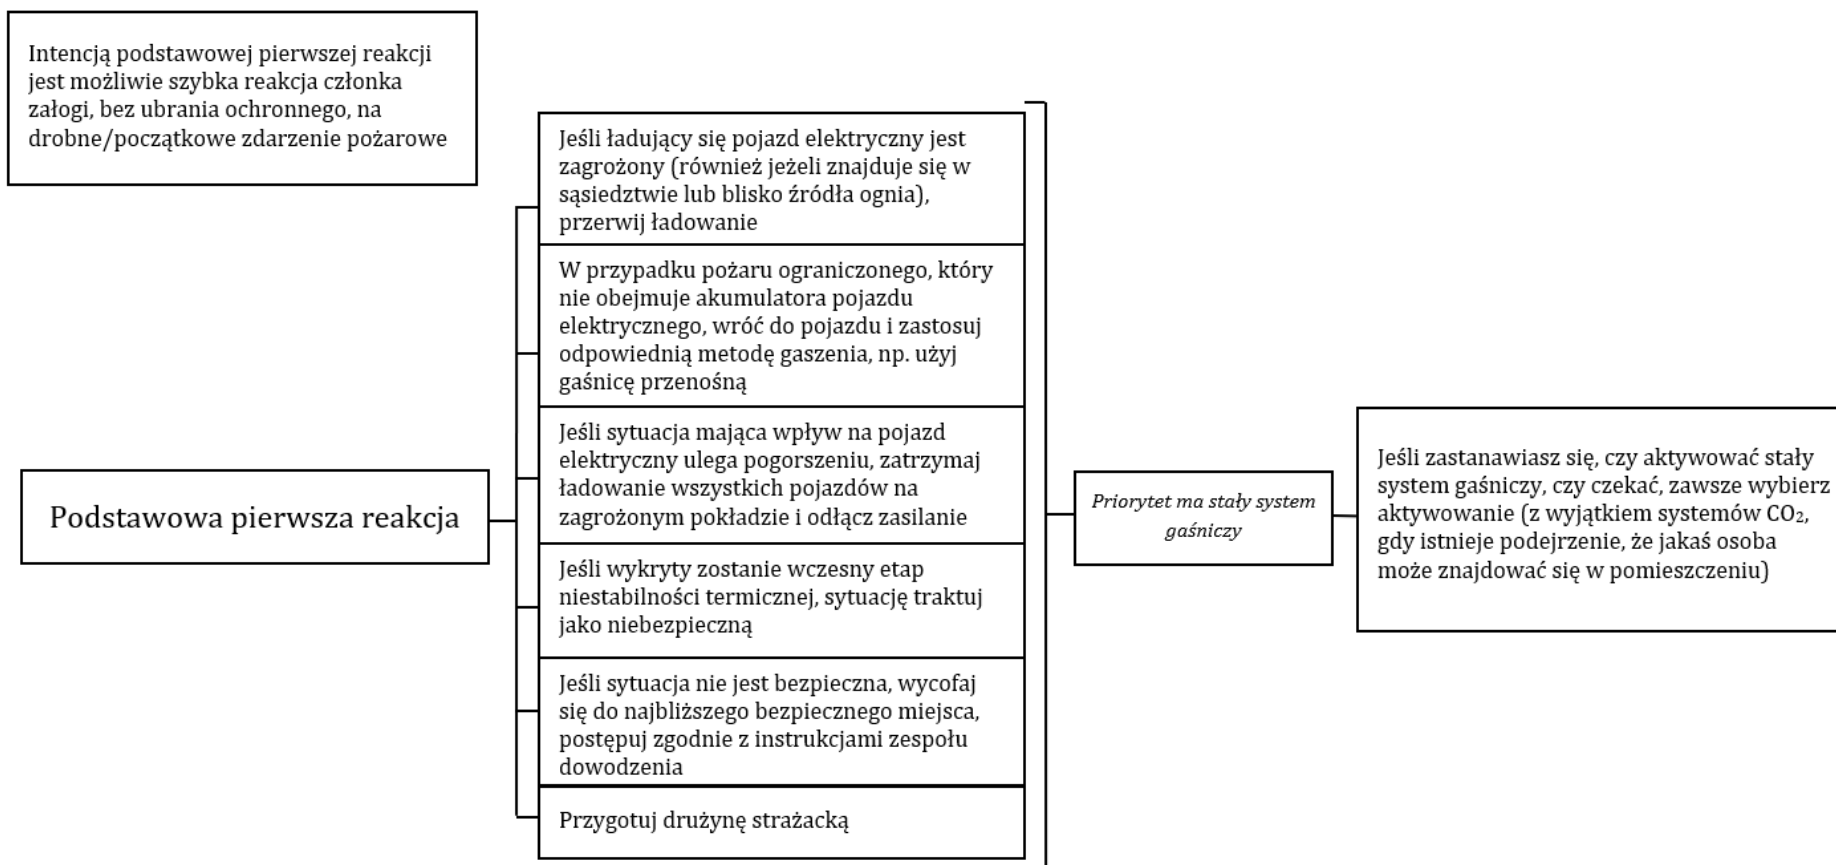 Intencją podstawowej pierwszej reakcji
jest możliwie szybka reakcja członka
załogi, bez ubrania ochronnego, na
drobne/początkowe zdarzenie pożarowe
Podstawowa pierwsza reakcja
Jeśli ładujący się pojazd elektryczny jest
zagrożony (również jeżeli znajduje się w
sąsiedztwie lub blisko źródła ognia),
przerwij ładowanie
W przypadku pożaru ograniczonego, który
nie obejmuje akumulatora pojazdu
elektrycznego, wróć do pojazdu i zastosuj
odpowiednią metodę gaszenia, np. użyj
gaśnicę przenośną
Jeśli sytuacja mająca wpływ na pojazd
elektryczny ulega pogorszeniu, zatrzymaj
ładowanie wszystkich pojazdów na
zagrożonym pokładzie i odłącz zasilanie
Jeśli wykryty zostanie wczesny etap
niestabilności termicznej, sytuację traktuj
jako niebezpieczną
Jeśli sytuacja nie jest bezpieczna, wycofaj
się do najbliższego bezpiecznego miejsca,
postępuj zgodnie z instrukcjami zespołu
dowodzenia
Przygotuj drużynę strażacką
Priorytet ma stały system
gaśniczy
Jeśli zastanawiasz się, czy aktywować stały
system gaśniczy, czy czekać, zawsze wybierz
aktywowanie (z wyjątkiem systemów CO₂,
gdy istnieje podejrzenie, że jakaś osoba
może znajdować się w pomieszczeniu)